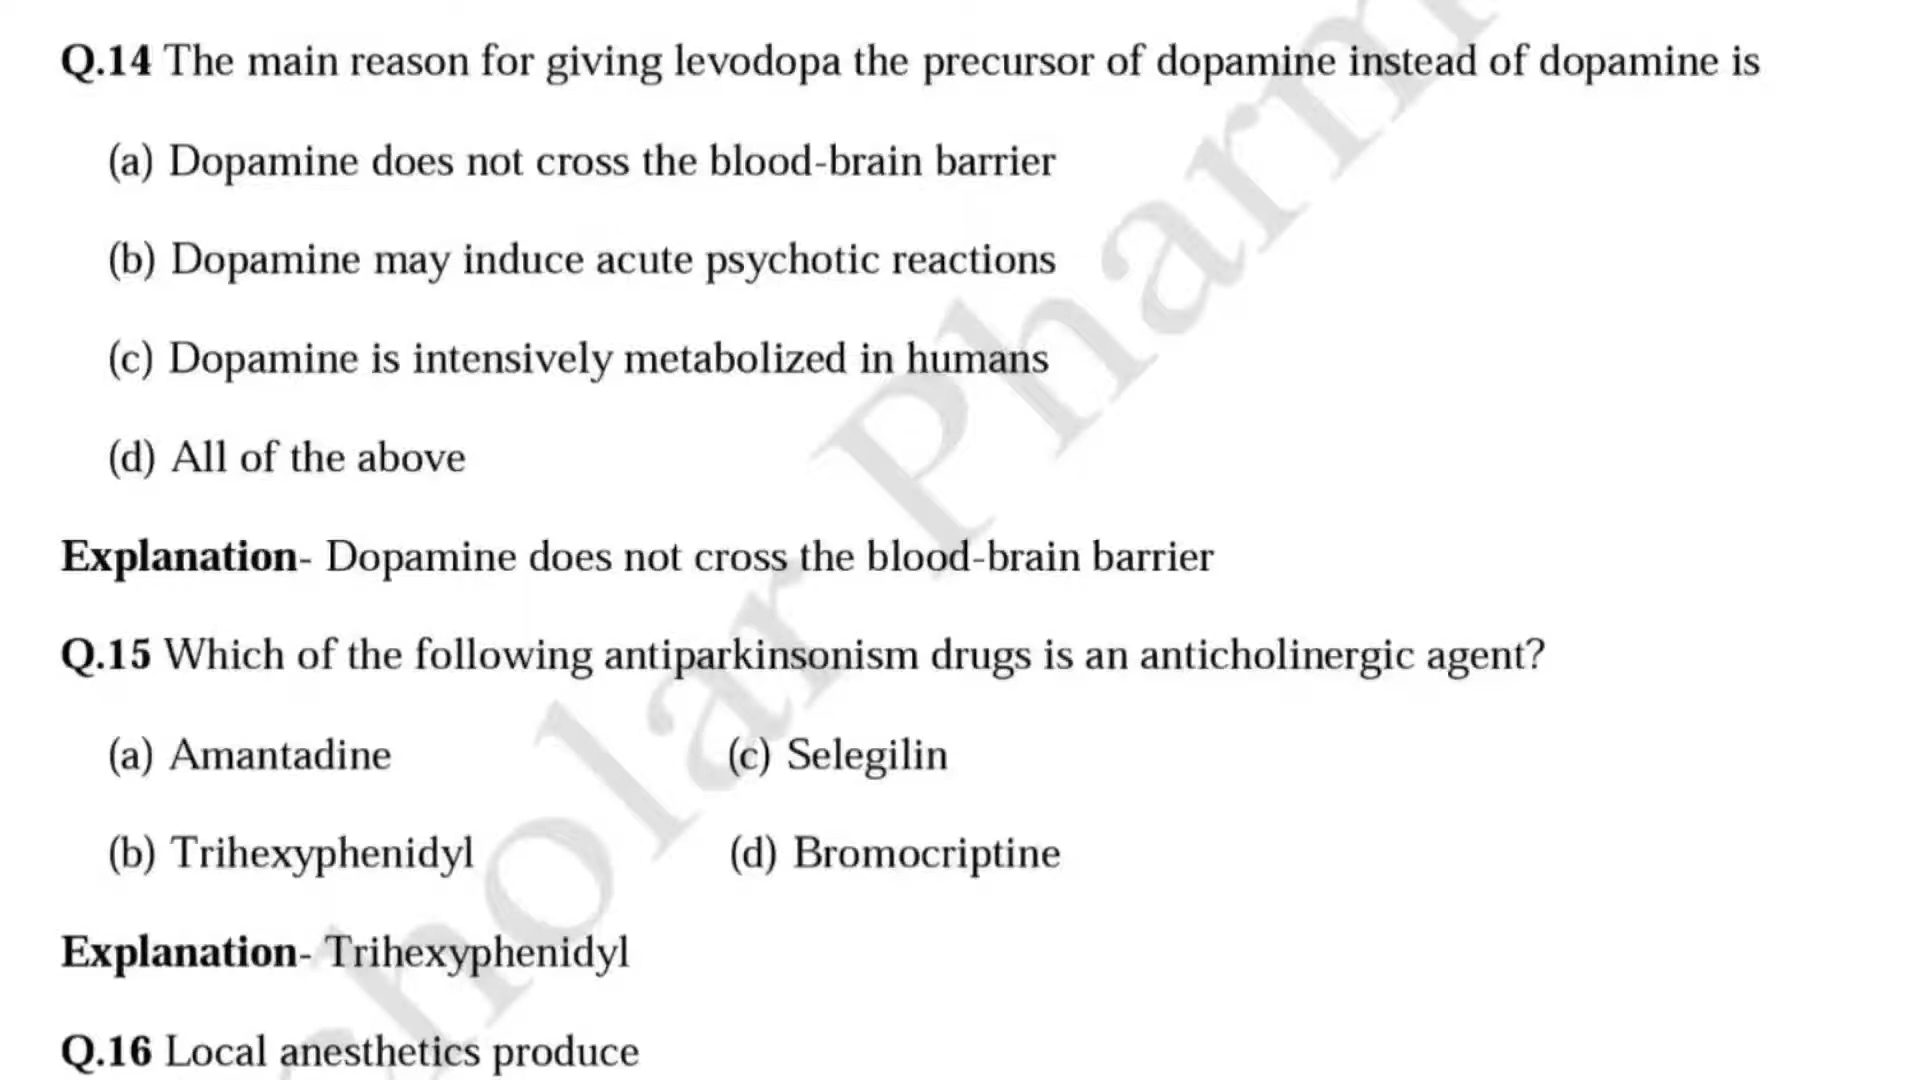 Q.14 The main reason for giving levodopa the precursor of dopamine instead of dopamine is
(a) Dopamine does not cross the blood-brain barrier
(b) Dopamine may induce acute psychotic reactions
(c) Dopamine is intensively metabolized in humans
(d) All of the above
Explanation- Dopamine does not cross the blood-brain barrier
Q.15 Which of the following antiparkinsonism drugs is an anticholinergic agent?
(a) Amantadine (c) Selegilin
(b) Trihexyphenidyl (d) Bromocriptine
Explanation- Trihexyphenidyl
Q.16 Local anesthetics produce
holar Pharm